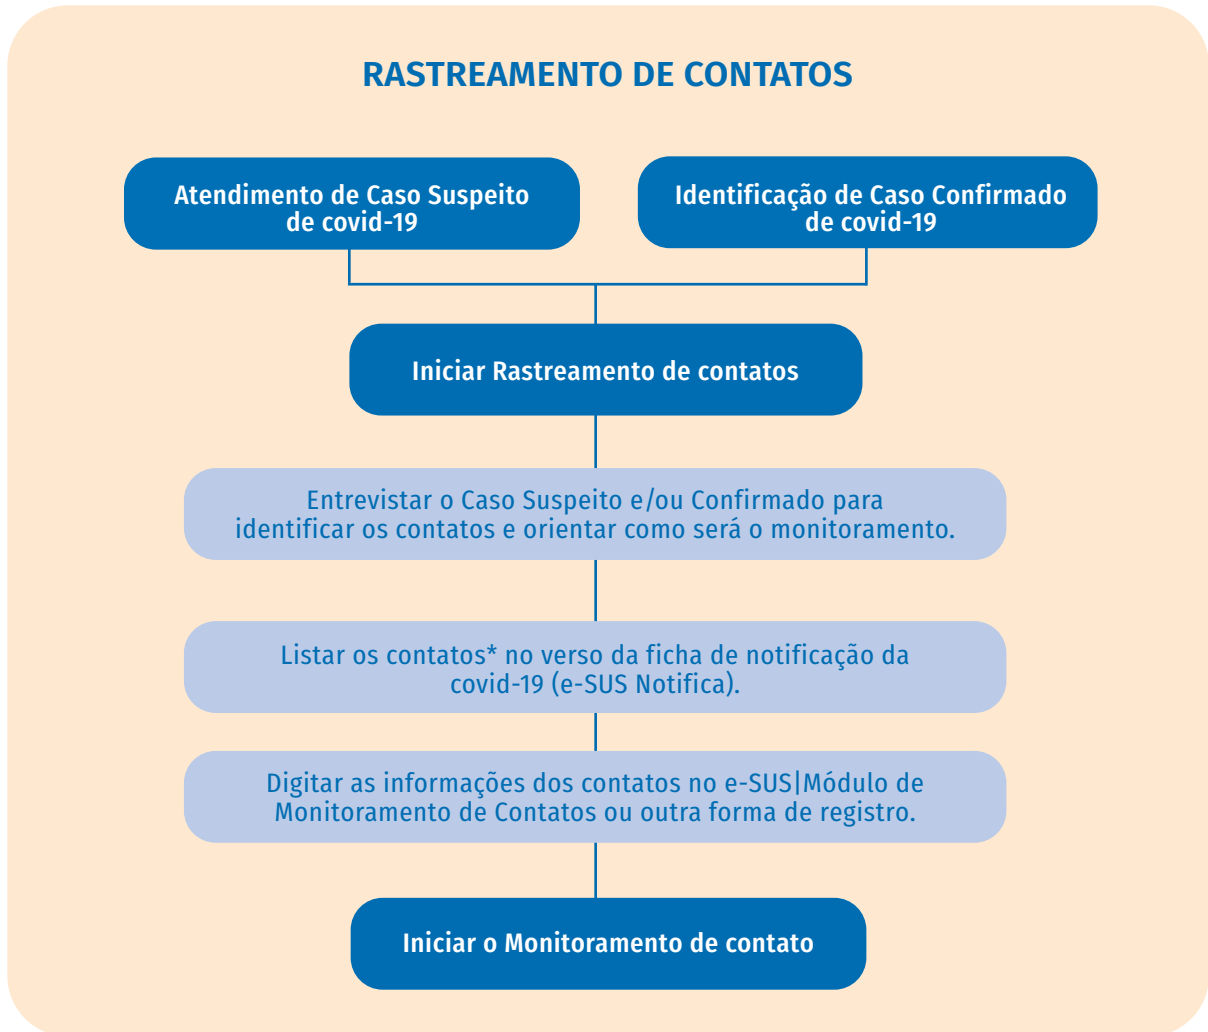 RASTREAMENTO DE CONTATOS
Atendimento de Caso Suspeito
de covid-19
Identificação de Caso Confirmado
de covid-19
Iniciar Rastreamento de contatos
Entrevistar o Caso Suspeito e/ou Confirmado para
identificar os contatos e orientar como será o monitoramento.
Listar os contatos* no verso da ficha de notificação da
covid-19 (e-SUS Notifica).
Digitar as informações dos contatos no e-SUS|Módulo de
Monitoramento de Contatos ou outra forma de registro.
Iniciar o Monitoramento de contato